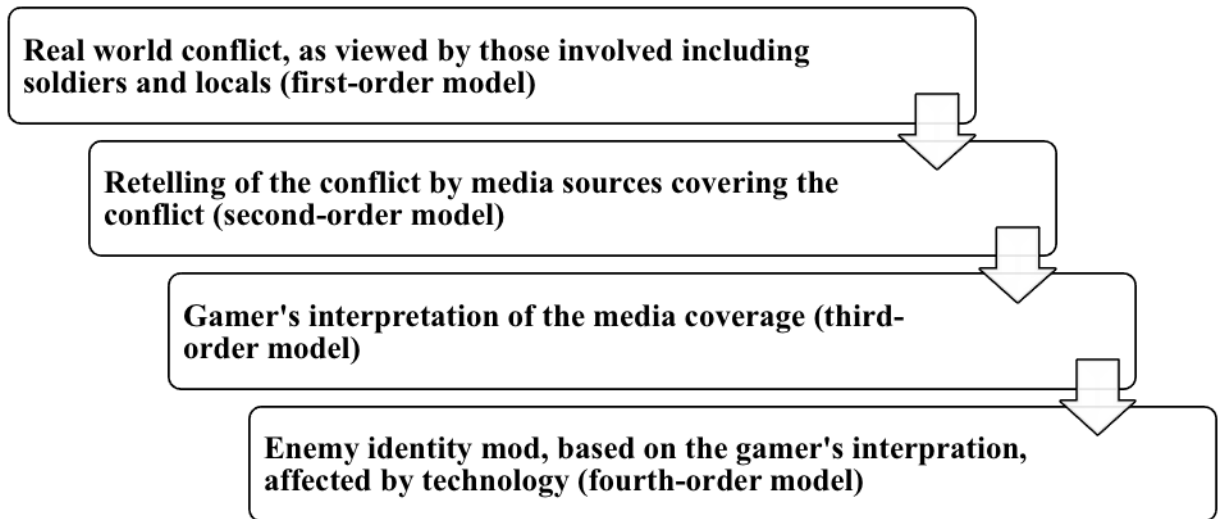 Real world conflict, as viewed by those involved including
soldiers and locals (first-order model)
Retelling of the conflict by media sources covering the
conflict (second-order model)
Gamer's interpretation of the media coverage (third-
order model)
Enemy identity mod, based on the gamer's interpration,
affected by technology (fourth-order model)